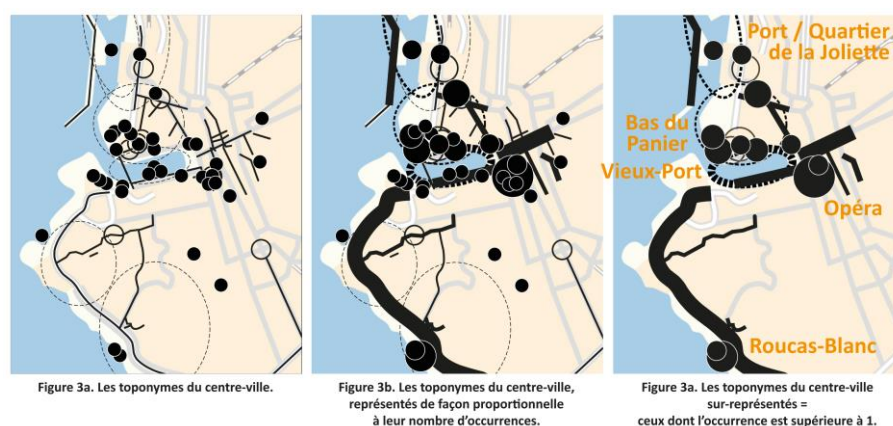 Port / Quartier
de la Joliette
Bas du
Panier
Vieux-Port
Opéra
Roucas-Blanc
Figure 3a. Les toponymes du centre-ville.
Figure 3b. Les toponymes du centre-ville,
représentés de façon proportionnelle
à leur nombre d’occurrences.
Figure 3a. Les toponymes du centre-ville
sur-représentés =
ceux dont l’occurrence est supérieure à 1.